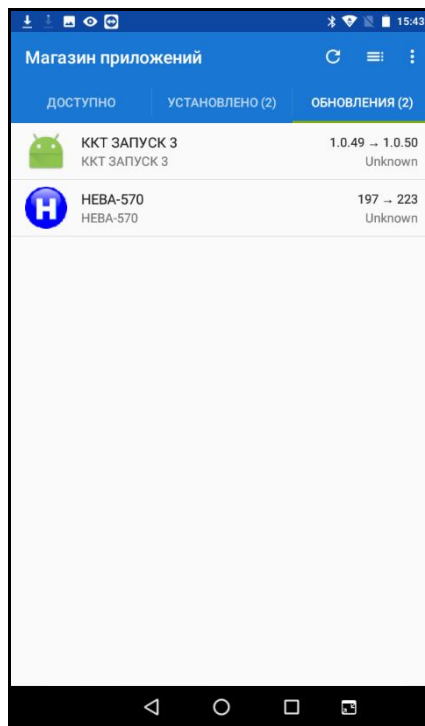 15:43
Магазин приложений
ДОСТУПНО УСТАНОВЛЕНО (2) ОБНОВЛЕНИЯ (2)
ККТ ЗАПУСК 3 1.0.49 → 1.0.50
ККТ ЗАПУСК 3 Unknown
Н
НЕВА-570 197 → 223
НЕВА-570 Unknown